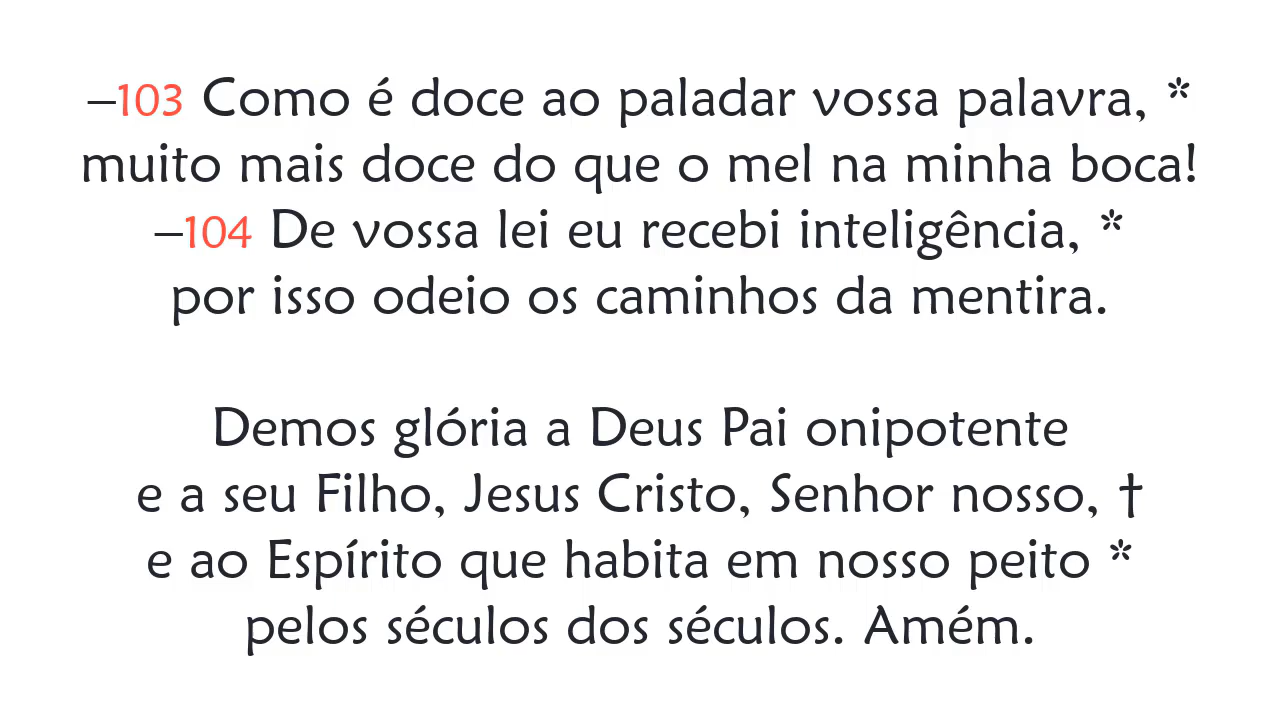 –103 Como é doce ao paladar vossa palavra, *
muito mais doce do que o mel na minha boca!
–104 De vossa lei eu recebi inteligência, *
por isso odeio os caminhos da mentira.
Demos glória a Deus Pai onipotente
e a seu Filho, Jesus Cristo, Senhor nosso, †
e ao Espírito que habita em nosso peito *
pelos séculos dos séculos. Amém.